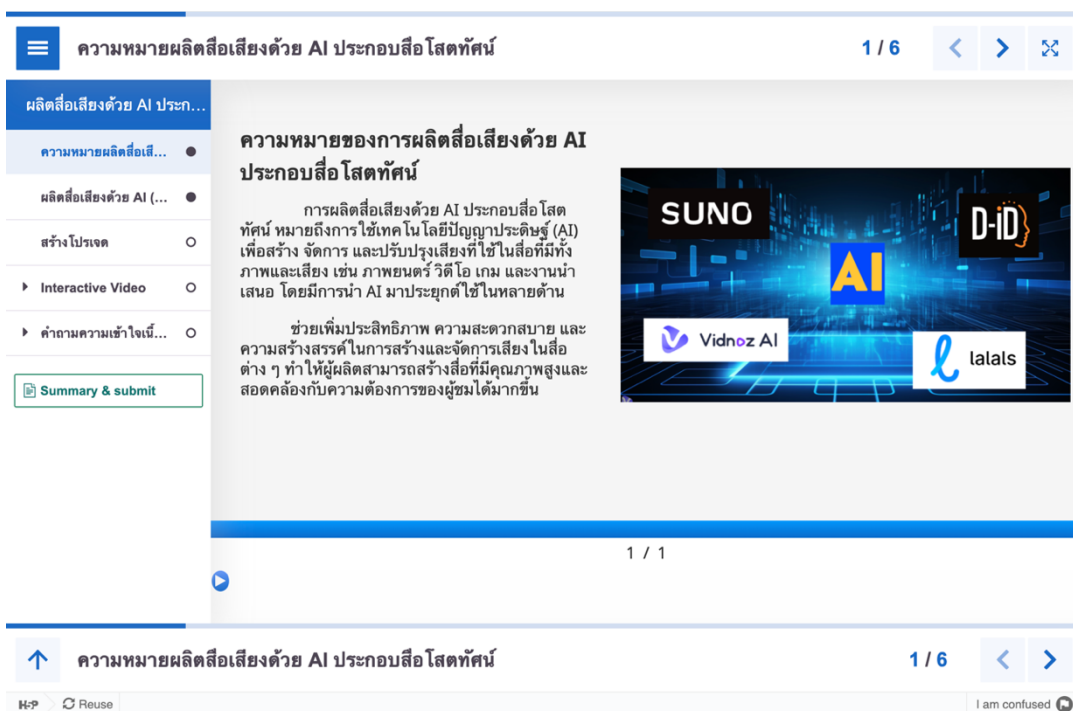 ความหมายผลิตสื่อเสียงด้วย AI ประกอบสื่อโสตทัศน์
1 / 6
ผลิตสื่อเสียงด้วย AI ประก...
ความหมายผลิตสื่อเสี...
ผลิตสื่อเสียงด้วย AI (...
สร้างโปรเจค
Interactive Video
คำถามความเข้าใจเนื้...
Summary & submit
ความหมายของการผลิตสื่อเสียงด้วย AI
ประกอบสื่อโสตทัศน์
การผลิตสื่อเสียงด้วย AI ประกอบสื่อโสต
ทัศน์ หมายถึงการใช้เทคโนโลยีปัญญาประดิษฐ์ (AI)
เพื่อสร้าง จัดการ และปรับปรุงเสียงที่ใช้ในสื่อที่มีทั้ง
ภาพและเสียง เช่น ภาพยนตร์ วิดีโอ เกม และงานนำ
เสนอ โดยมีการนำ AI มาประยุกต์ใช้ในหลายด้าน
ช่วยเพิ่มประสิทธิภาพ ความสะดวกสบาย และ
ความสร้างสรรค์ในการสร้างและจัดการเสียงในสื่อ
ต่าง ๆ ทำให้ผู้ผลิตสามารถสร้างสื่อที่มีคุณภาพสูงและ
สอดคล้องกับความต้องการของผู้ชมได้มากขึ้น
SUNO
D-iD
AI
Vidnoz AI
lalals
1 / 1
ความหมายผลิตสื่อเสียงด้วย AI ประกอบสื่อโสตทัศน์
1 / 6
H5P
Reuse
I am confused